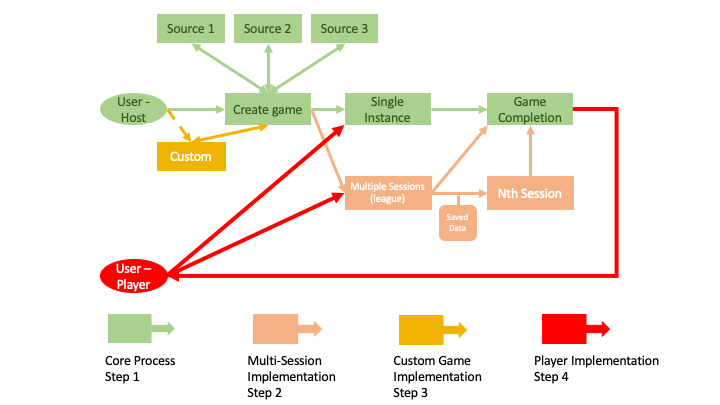 Source 1
Source 2
Source 3
User -
Host
Create game
Single
Instance
Game
Completion
Custom
Multiple Sessions
(league)
Nth Session
Saved
Data
User –
Player
Core Process
Step 1
Multi-Session
Implementation
Step 2
Custom Game
Implementation
Step 3
Player Implementation
Step 4